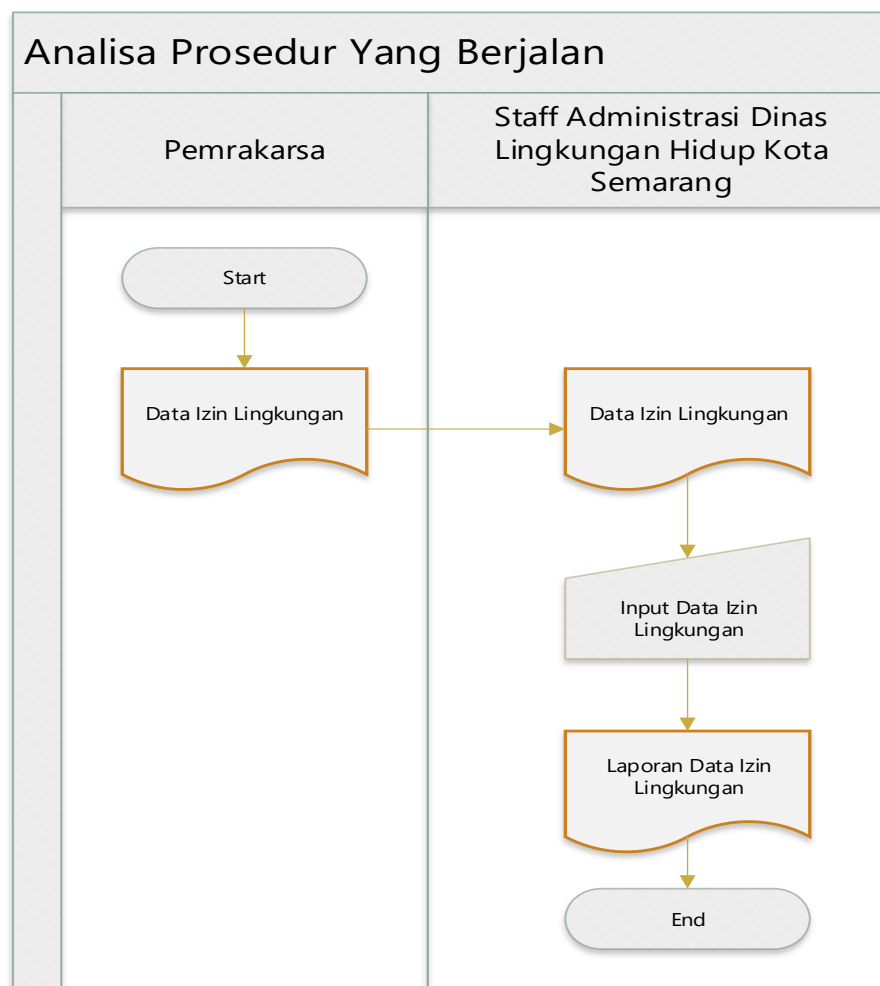 Analisa Prosedur Yang Berjalan
Pemrakarsa
Staff Administrasi Dinas
Lingkungan Hidup Kota
Semarang
Start
Data Izin Lingkungan
Data Izin Lingkungan
Input Data Izin
Lingkungan
Laporan Data Izin
Lingkungan
End